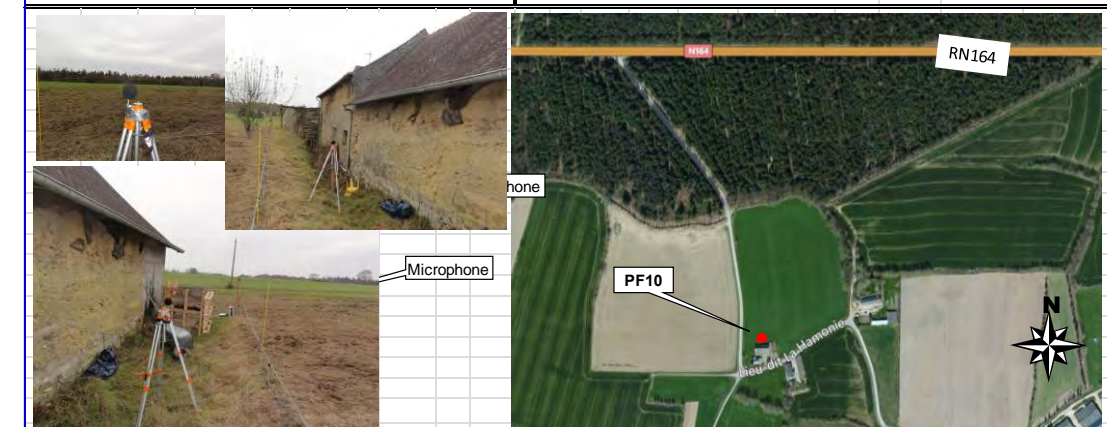 hone
Microphone
N164
RN164
PF10
Lieu-dit La Hamonie
N